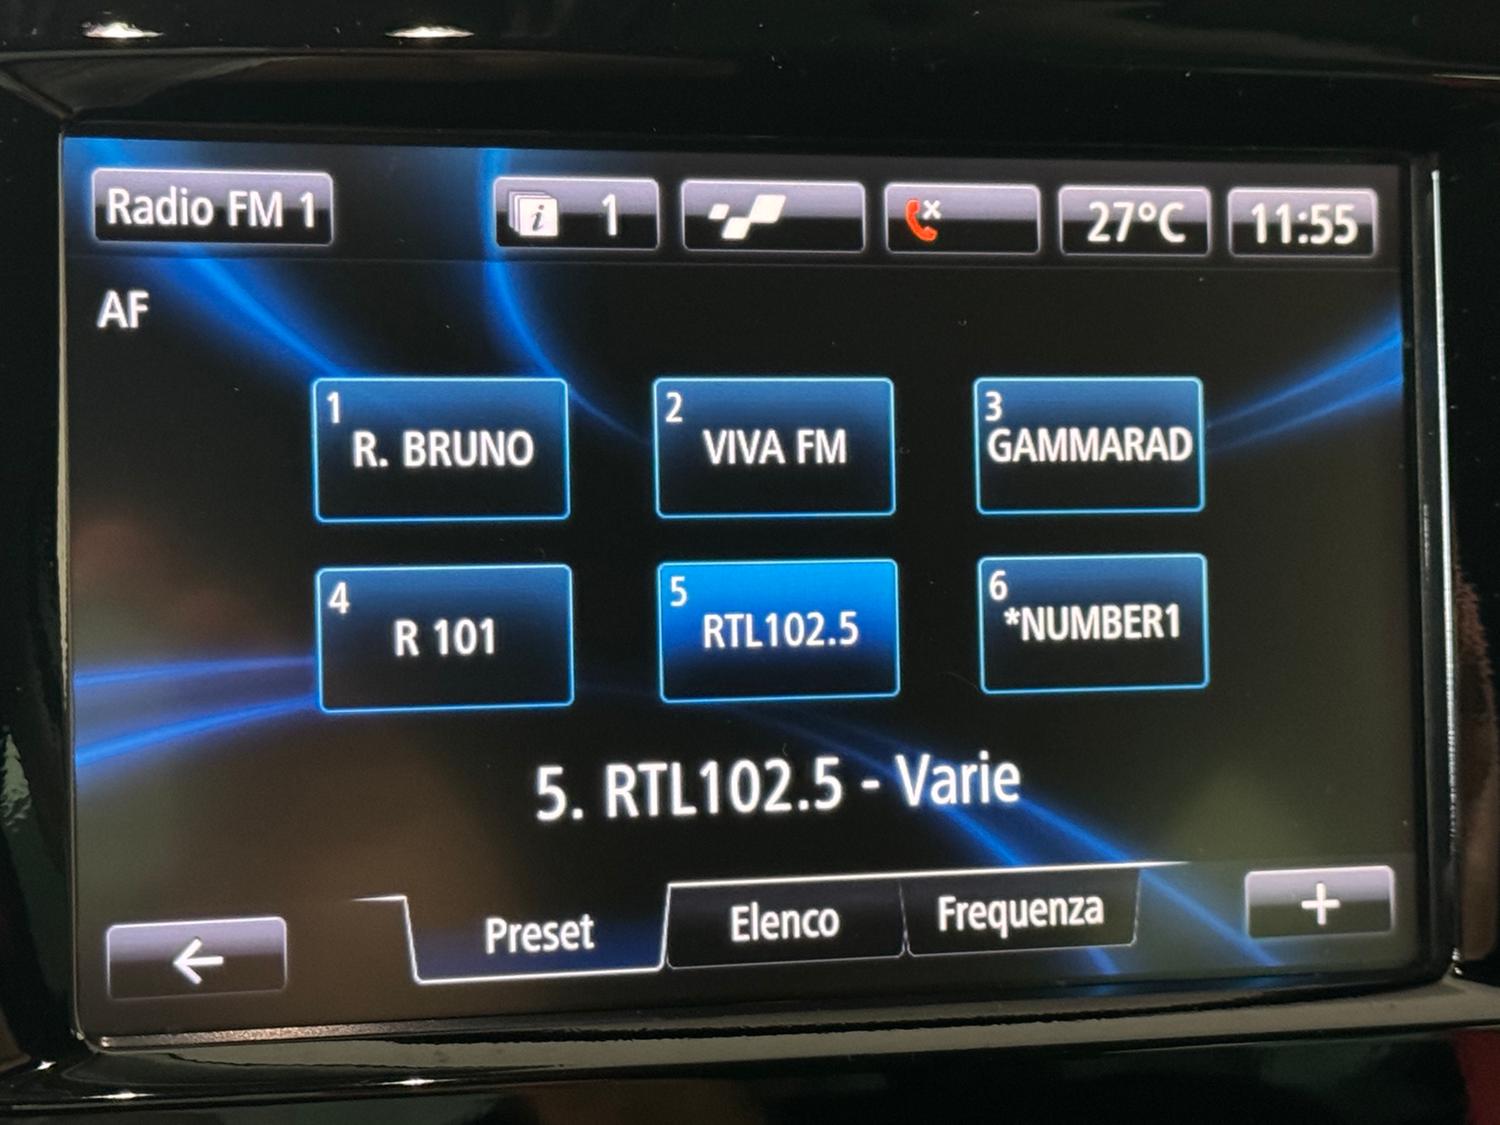 Radio FM 1
i 1
27°C
11:55
AF
1
R. BRUNO
2
VIVA FM
3
GAMMARAD
4
R 101
5
RTL102.5
6
*NUMBER1
5. RTL102.5 - Varie
Preset
Elenco
Frequenza
+